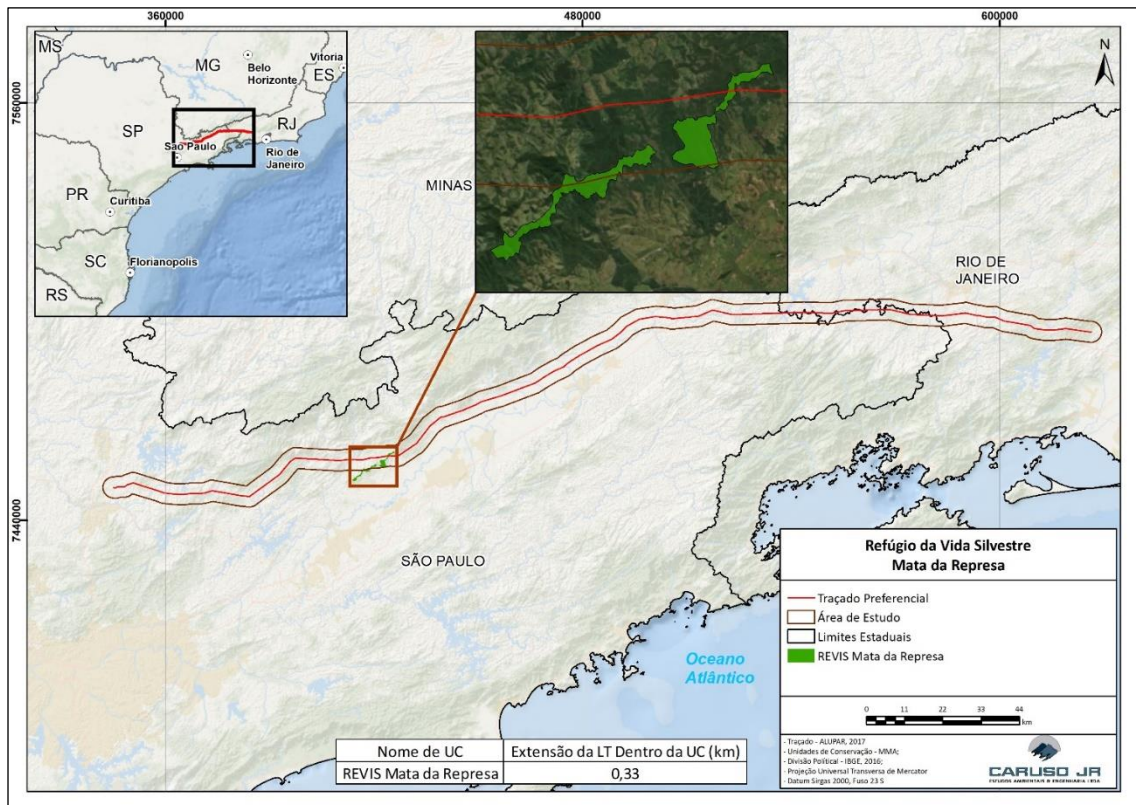 360000
480000
600000
7560000
7440000
N
MS
MG
Belo
Horizonte
Vitoria
ES
SP
RJ
São Paulo
Rio de
Janeiro
PR
Curitiba
SC
Florianopolis
RS
MINAS
RIO DE
JANEIRO
SÃO PAULO
Oceano
Atlântico
Refúgio da Vida Silvestre
Mata da Represa
Traçado Preferencial
Área de Estudo
Limites Estaduais
REVIS Mata da Represa
0 11 22 33 44
km
- Traçado - ALUPAR, 2017
- Unidades de Conservação - MMA;
- Divisão Política - IBGE, 2016;
- Projeção Universal Transversa de Mercator
- Datum Sirgas 2000, Fuso 23 S
CARUSO JR
ESTUDOS AMBIENTAIS & ENGENHARIA LTDA
Nome de UC Extensão da LT Dentro da UC (km)
REVIS Mata da Represa 0,33